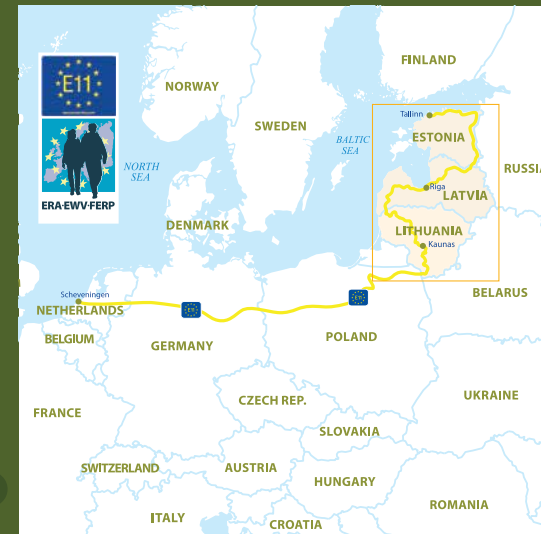 E11
ERA-EWV-FERP
FINLAND
NORWAY
SWEDEN
Tallinn
ESTONIA
BALTIC
SEA
NORTH
SEA
RUSSIA
Riga
LATVIA
DENMARK
LITHUANIA
Kaunas
Scheveningen
NETHERLANDS
BELARUS
BELGIUM
GERMANY
POLAND
CZECH REP.
UKRAINE
FRANCE
SLOVAKIA
SWITZERLAND
AUSTRIA
HUNGARY
ROMANIA
ITALY
CROATIA